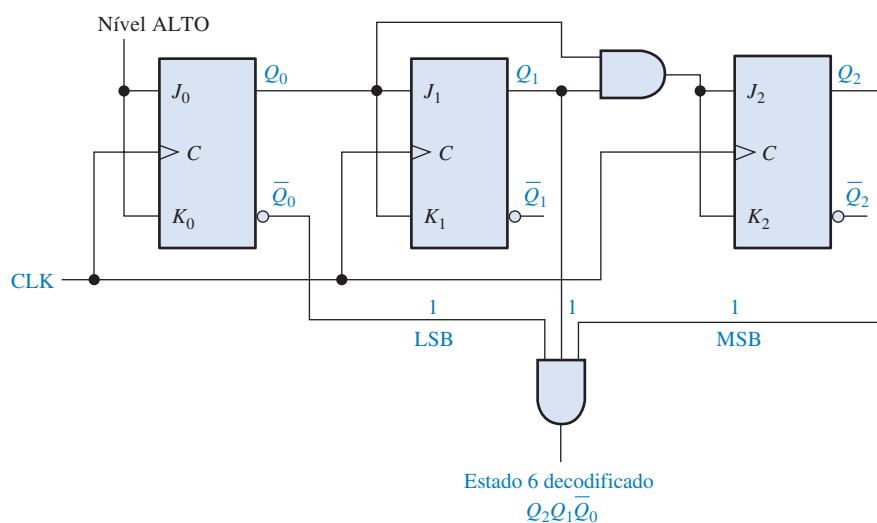 Nível ALTO
Q₀
Q₁
Q₂
J₀
J₁
J₂
C
C
C
Q̅₀
Q̅₁
Q̅₂
K₀
K₁
K₂
CLK
1
1
1
LSB
MSB
Estado 6 decodificado
Q₂Q₁Q̅₀